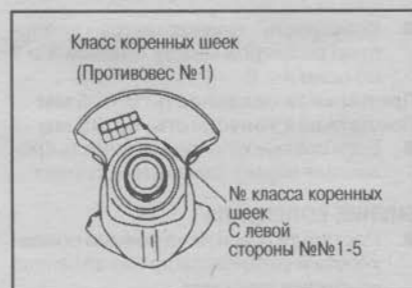 Класс коренных шеек
(Противовес №1)
№ класса коренных
шеек
С левой
стороны №№1-5